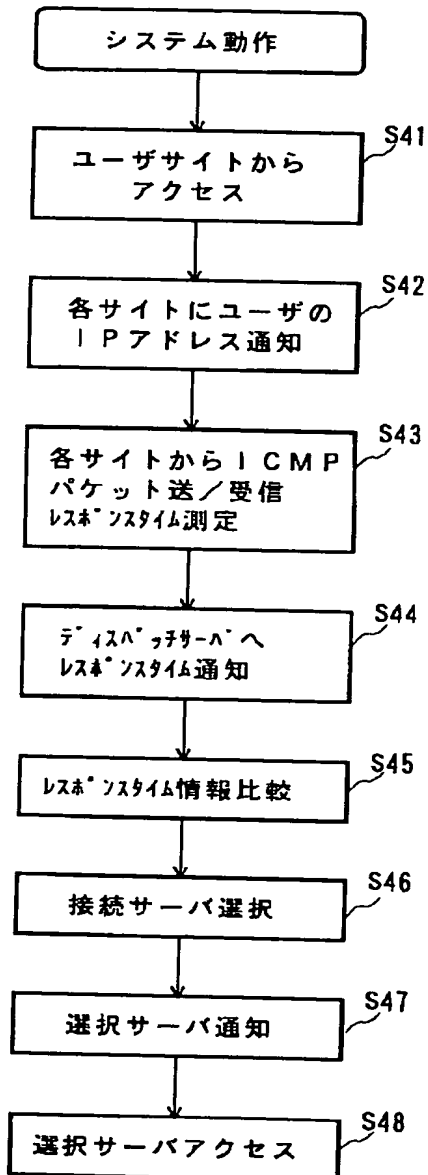 システム動作
S41
ユーザサイトから
アクセス
S42
各サイトにユーザの
IPアドレス通知
S43
各サイトからICMP
パケット送/受信
ﾚｽﾎﾟﾝｽﾀｲﾑ測定
S44
ﾃﾞｨｽﾊﾟｯﾁｻｰﾊﾞへ
ﾚｽﾎﾟﾝｽﾀｲﾑ通知
S45
ﾚｽﾎﾟﾝｽﾀｲﾑ情報比較
S46
接続サーバ選択
S47
選択サーバ通知
S48
選択サーバアクセス